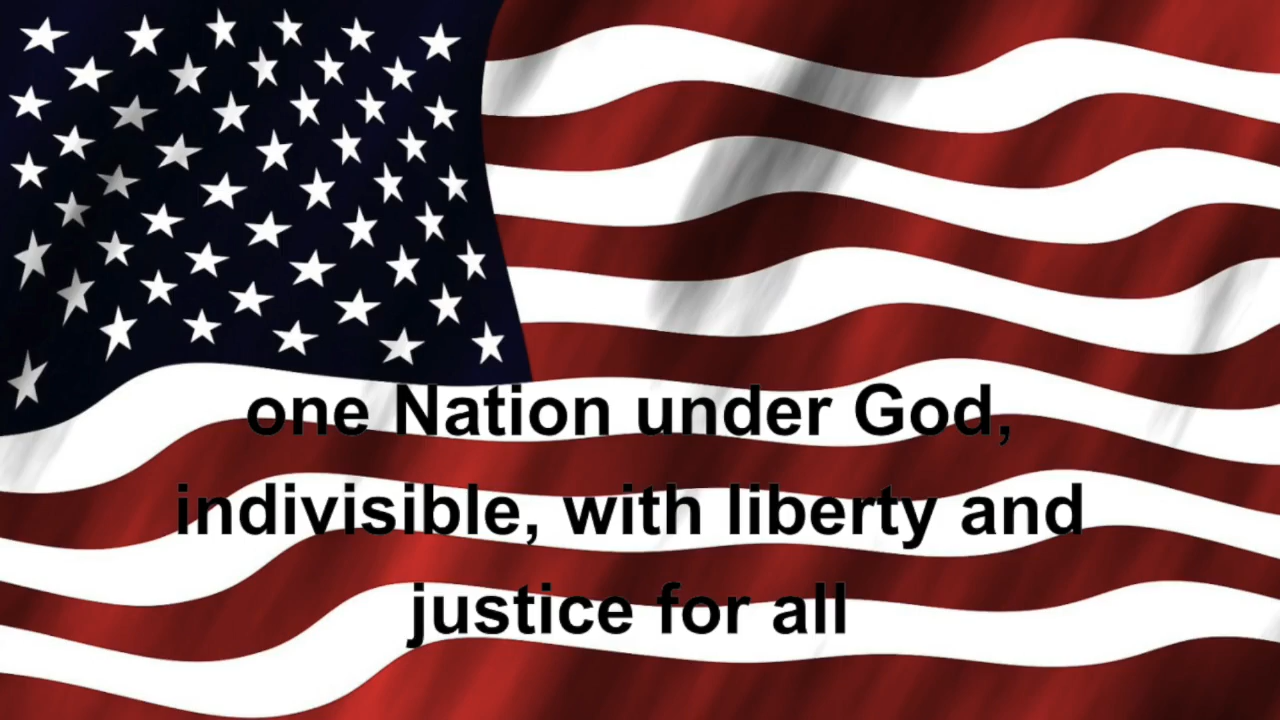 one Nation under God,
indivisible, with liberty and
justice for all